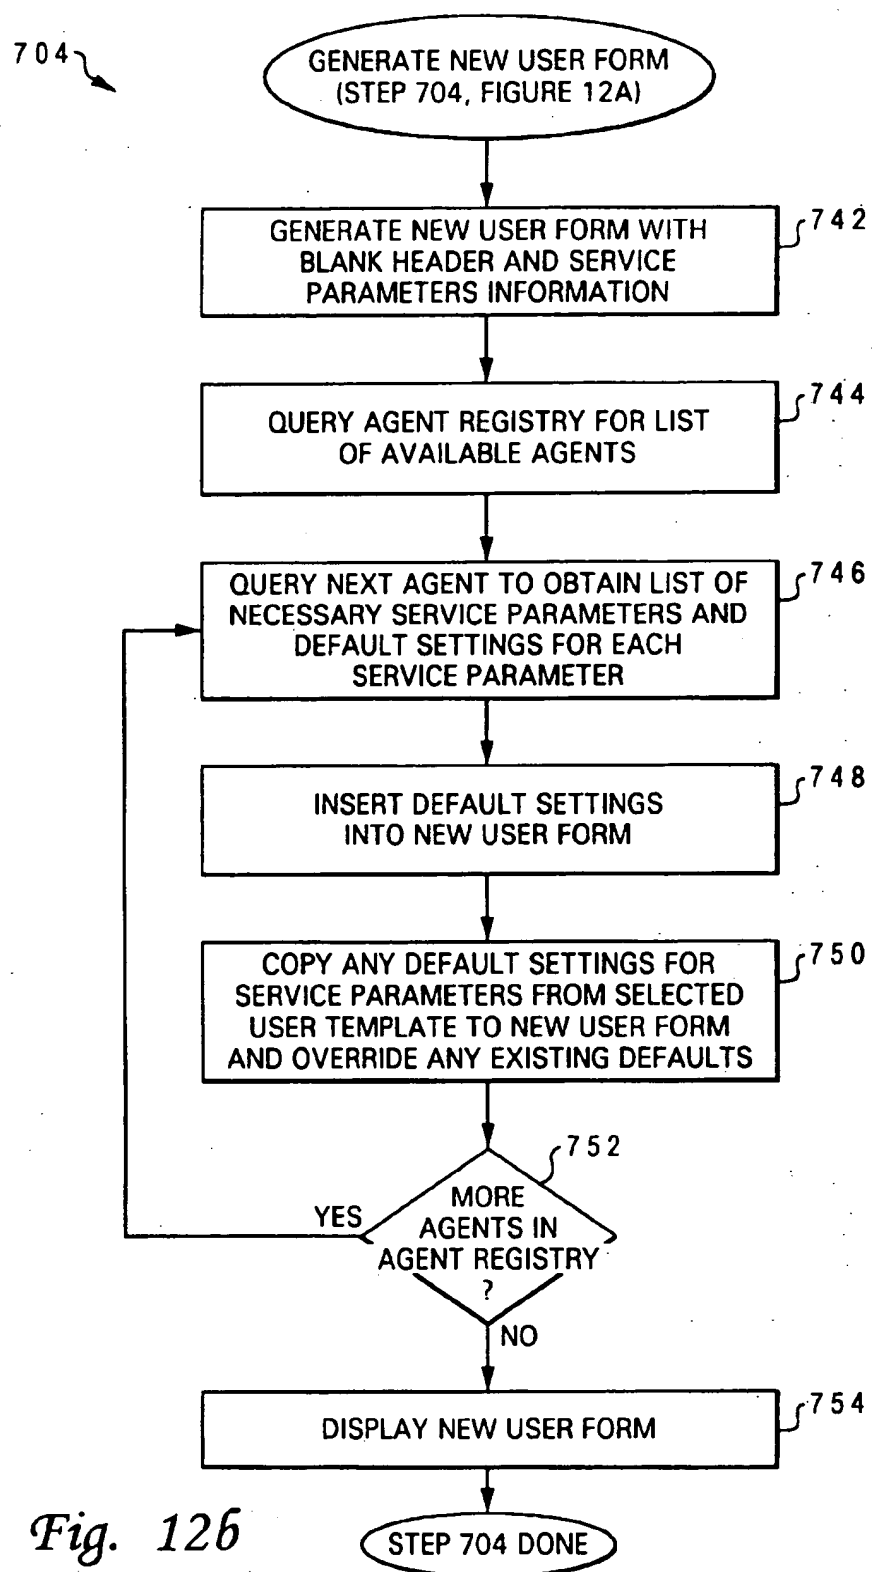 704
GENERATE NEW USER FORM
(STEP 704, FIGURE 12A)
742
GENERATE NEW USER FORM WITH
BLANK HEADER AND SERVICE
PARAMETERS INFORMATION
744
QUERY AGENT REGISTRY FOR LIST
OF AVAILABLE AGENTS
746
QUERY NEXT AGENT TO OBTAIN LIST OF
NECESSARY SERVICE PARAMETERS AND
DEFAULT SETTINGS FOR EACH
SERVICE PARAMETER
748
INSERT DEFAULT SETTINGS
INTO NEW USER FORM
750
COPY ANY DEFAULT SETTINGS FOR
SERVICE PARAMETERS FROM SELECTED
USER TEMPLATE TO NEW USER FORM
AND OVERRIDE ANY EXISTING DEFAULTS
752
MORE
AGENTS IN
AGENT REGISTRY
?
YES
NO
754
DISPLAY NEW USER FORM
STEP 704 DONE
Fig. 12b